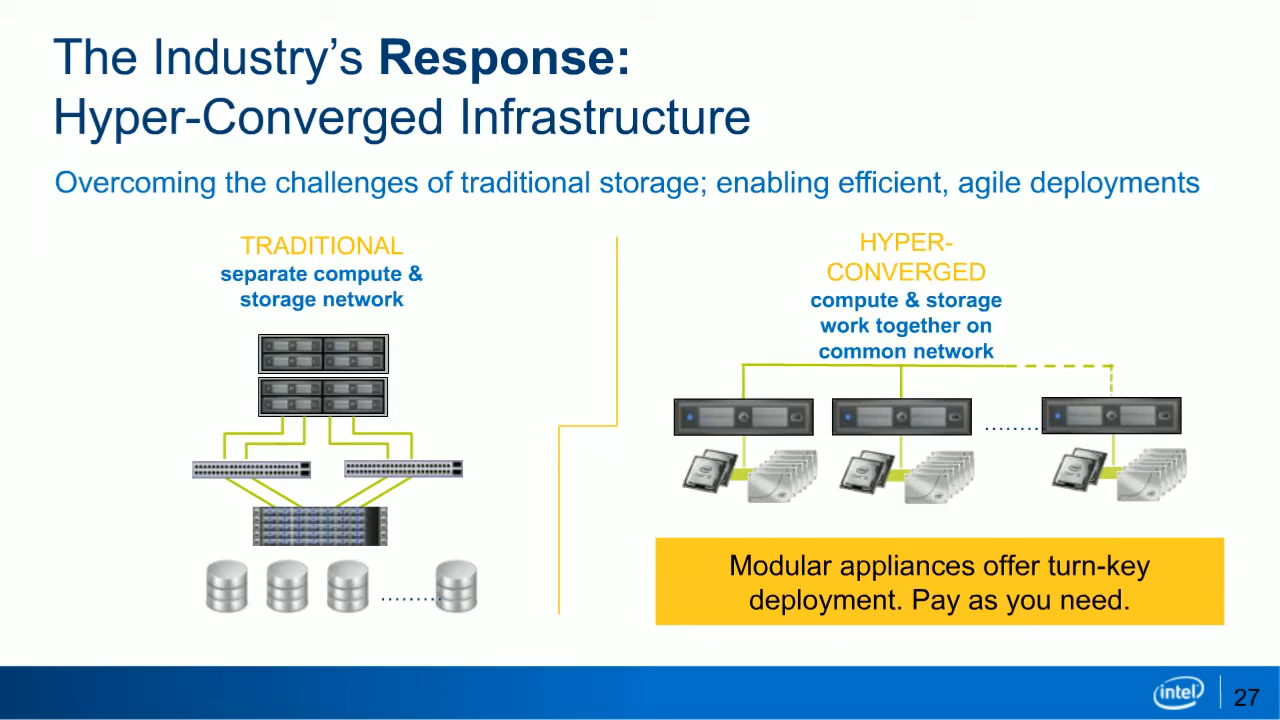 The Industry’s Response:
Hyper-Converged Infrastructure
Overcoming the challenges of traditional storage; enabling efficient, agile deployments
TRADITIONAL
separate compute &
storage network
HYPER-
CONVERGED
compute & storage
work together on
common network
Modular appliances offer turn-key
deployment. Pay as you need.
intel
27